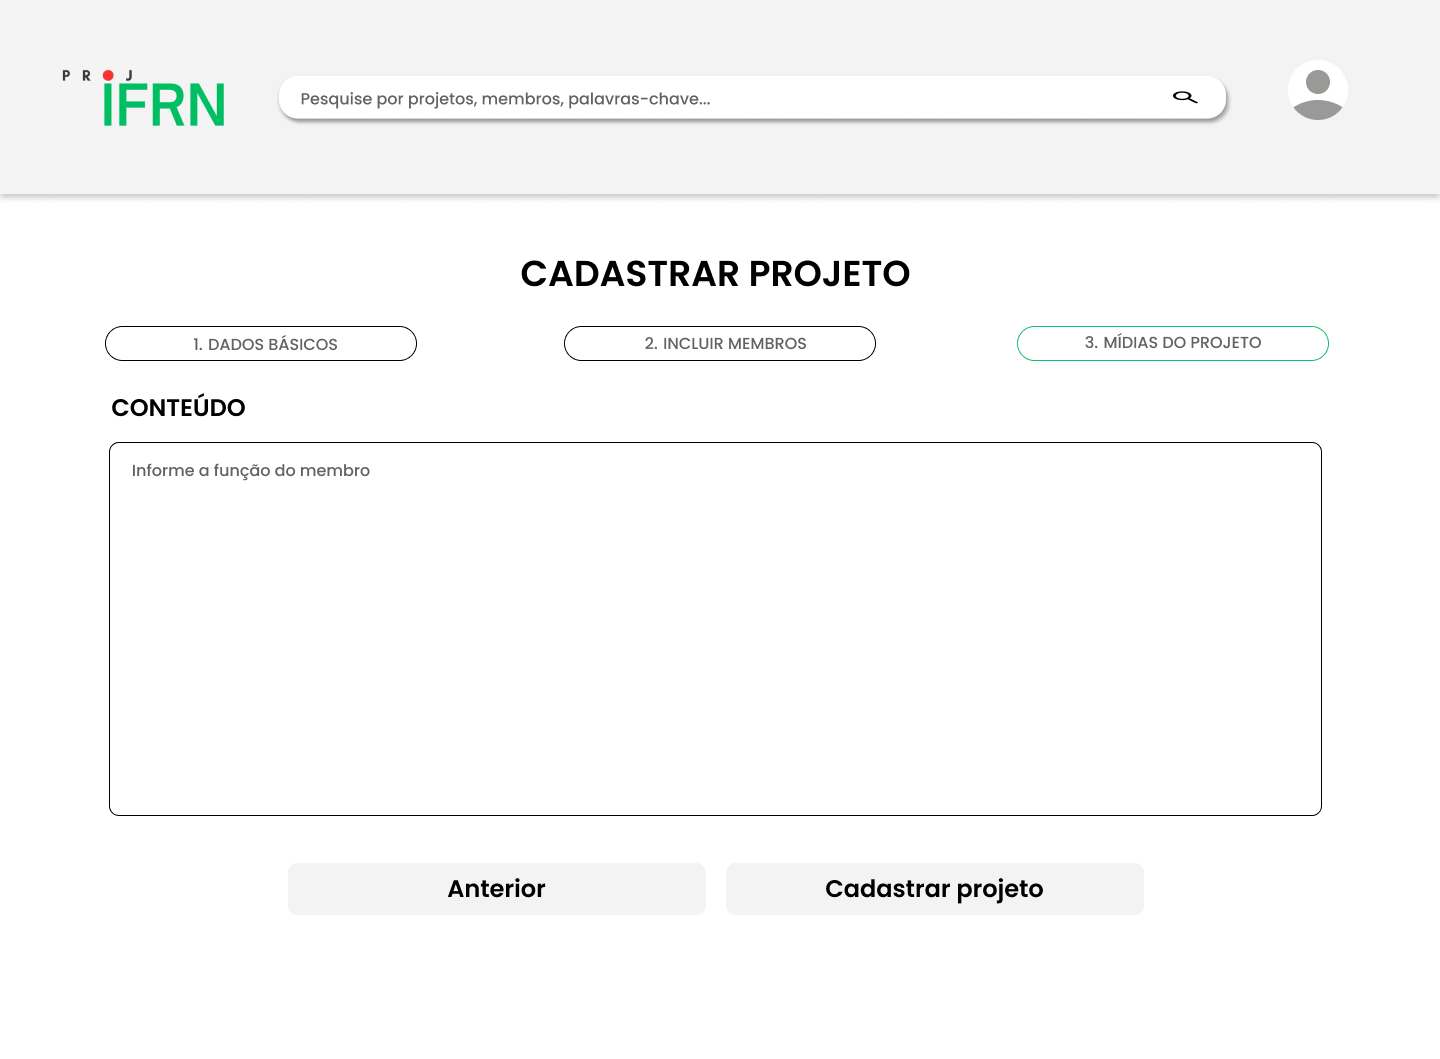 PROJ
IFRN
Pesquise por projetos, membros, palavras-chave...
CADASTRAR PROJETO
1. DADOS BÁSICOS
2. INCLUIR MEMBROS
3. MÍDIAS DO PROJETO
CONTEÚDO
Informe a função do membro
Anterior
Cadastrar projeto